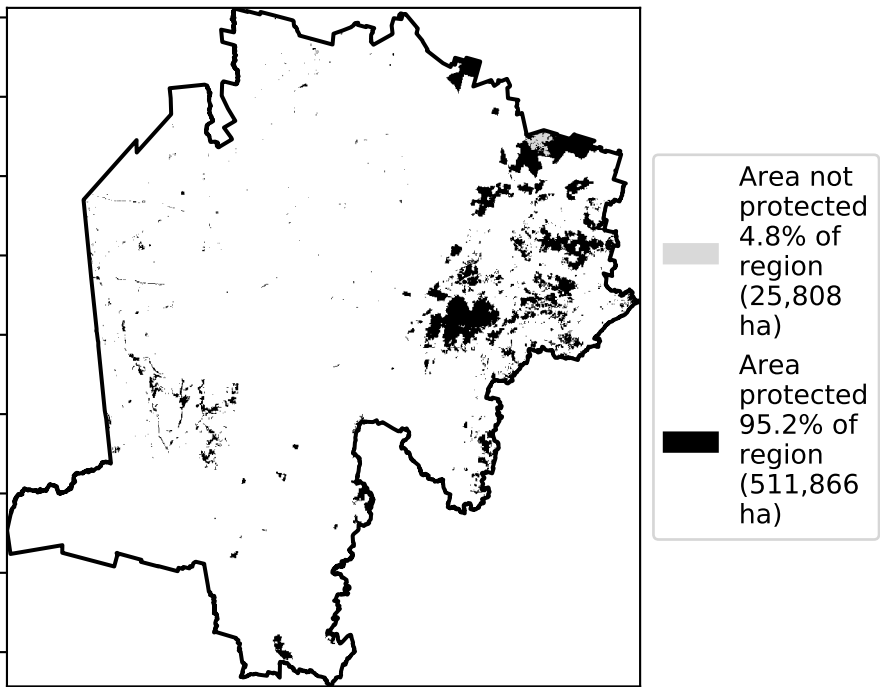 Area not
protected
4.8% of
region
(25,808
ha)
Area
protected
95.2% of
region
(511,866
ha)